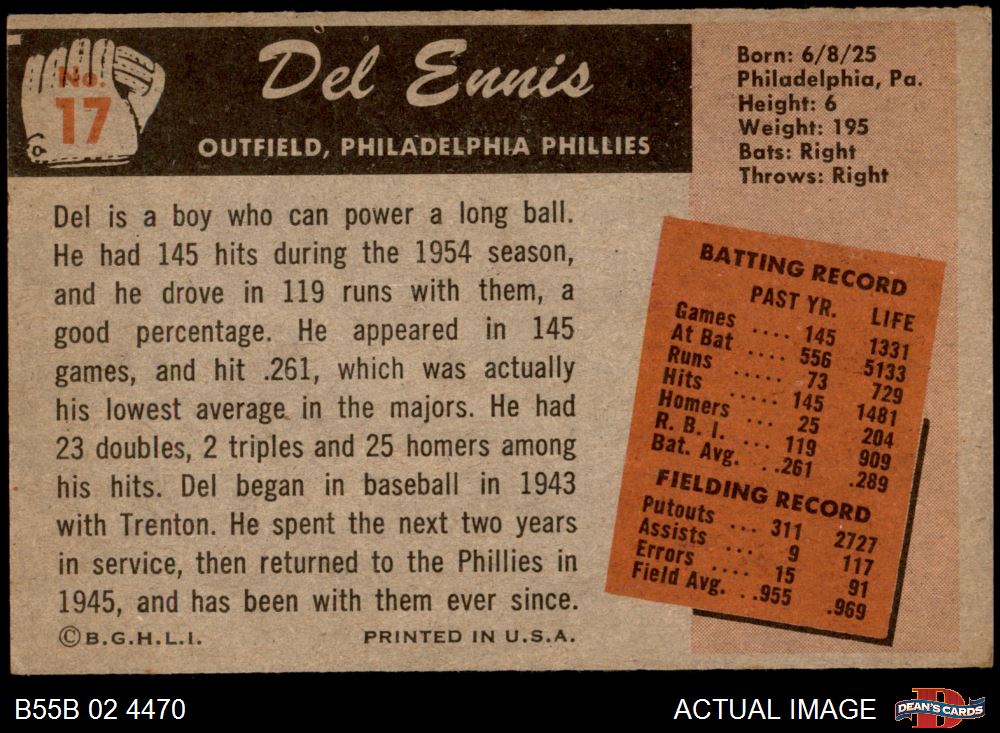 No.
17
Del Ennis
OUTFIELD, PHILADELPHIA PHILLIES
Born: 6/8/25
Philadelphia, Pa.
Height: 6
Weight: 195
Bats: Right
Throws: Right
Del is a boy who can power a long ball.
He had 145 hits during the 1954 season,
and he drove in 119 runs with them, a
good percentage. He appeared in 145
games, and hit .261, which was actually
his lowest average in the majors. He had
23 doubles, 2 triples and 25 homers among
his hits. Del began in baseball in 1943
with Trenton. He spent the next two years
in service, then returned to the Phillies in
1945, and has been with them ever since.
©B.G.H.L.I. PRINTED IN U.S.A.
BATTING RECORD
PAST YR. LIFE
Games .... 145 1331
At Bat .... 556 5133
Runs ..... 73 729
Hits ..... 145 1481
Homers ... 25 204
R. B. I. ... 119 909
Bat. Avg. . .261 .289
FIELDING RECORD
Putouts ... 311 2727
Assists ... 9 117
Errors .... 15 91
Field Avg. . .955 .969
B55B 02 4470
ACTUAL IMAGE
D
DEAN'S CARDS